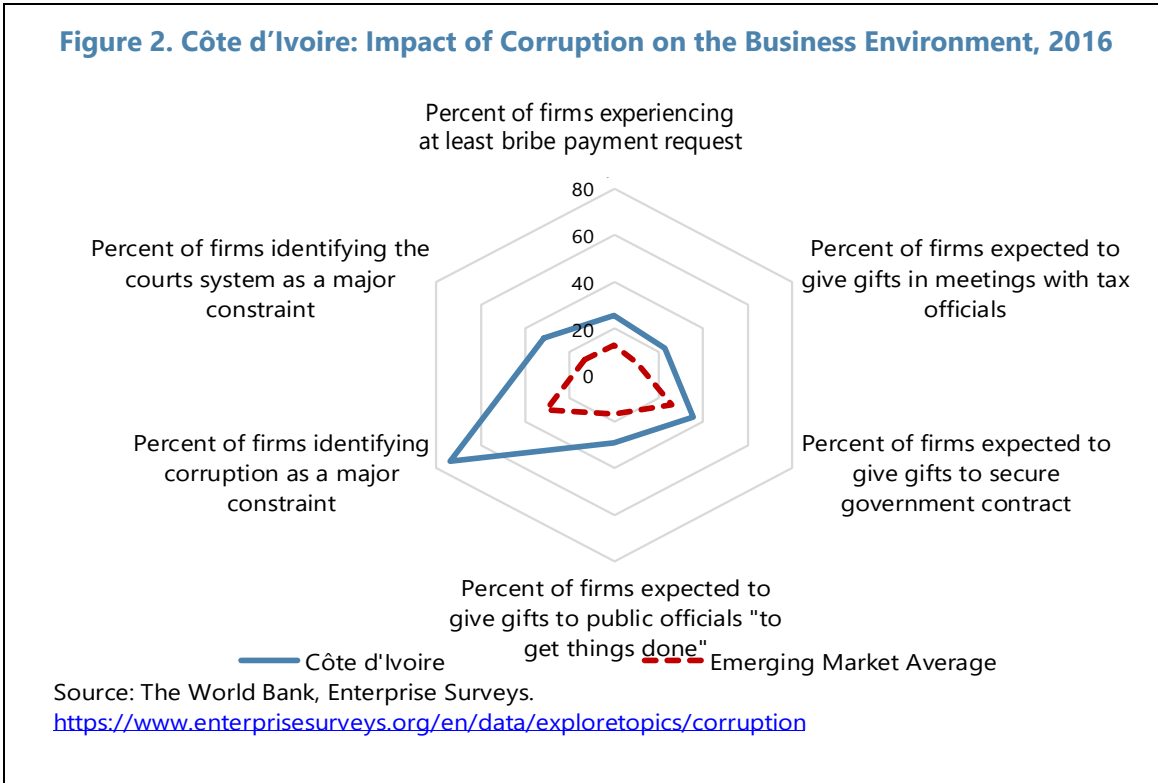 Figure 2. Côte d’Ivoire: Impact of Corruption on the Business Environment, 2016
Percent of firms experiencing
at least bribe payment request
80
60
40
20
0
Percent of firms identifying the
courts system as a major
constraint
Percent of firms expected to
give gifts in meetings with tax
officials
Percent of firms identifying
corruption as a major
constraint
Percent of firms expected to
give gifts to secure
government contract
Percent of firms expected to
give gifts to public officials "to
get things done"
Côte d'Ivoire
Emerging Market Average
Source: The World Bank, Enterprise Surveys.
https://www.enterprisesurveys.org/en/data/exploretopics/corruption